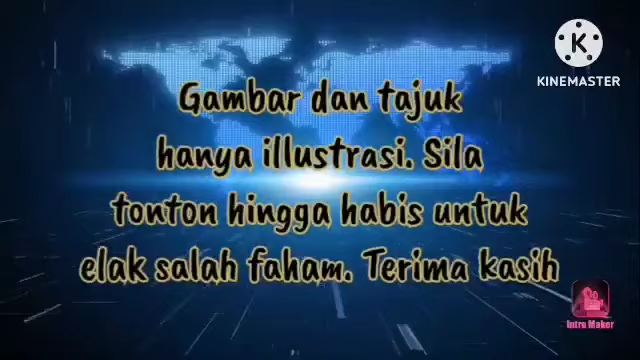 KINEMASTER
Gambar dan tajuk
hanya illustrasi. Sila
tonton hingga habis untuk
elak salah faham. Terima kasih
Intro Maker